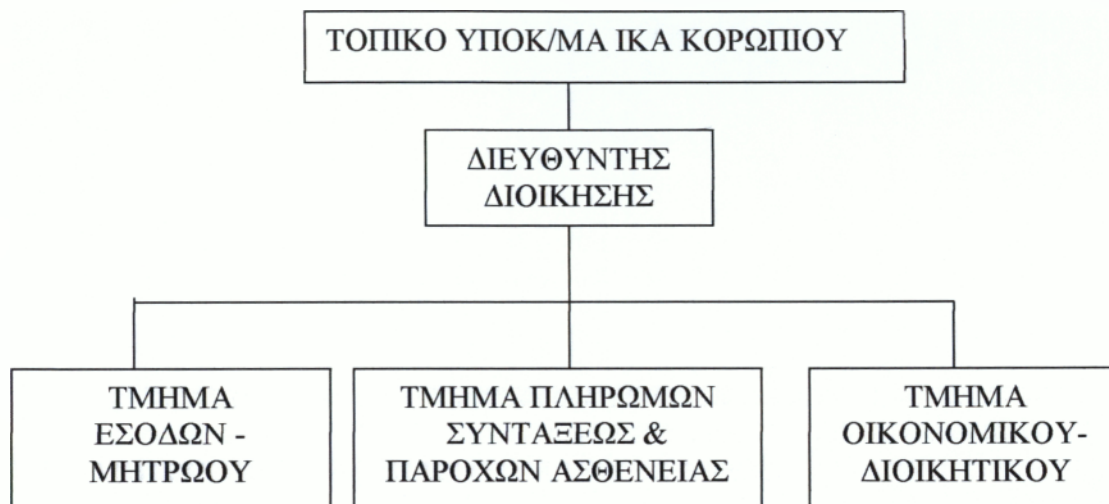 ΤΟΠΙΚΟ ΥΠΟΚ/ΜΑ ΙΚΑ ΚΟΡΩΠΙΟΥ
ΔΙΕΥΘΥΝΤΗΣ
ΔΙΟΙΚΗΣΗΣ
ΤΜΗΜΑ
ΕΣΟΔΩΝ -
ΜΗΤΡΩΟΥ
ΤΜΗΜΑ ΠΛΗΡΩΜΩΝ
ΣΥΝΤΑΞΕΩΣ &
ΠΑΡΟΧΩΝ ΑΣΘΕΝΕΙΑΣ
ΤΜΗΜΑ
ΟΙΚΟΝΟΜΙΚΟΥ-
ΔΙΟΙΚΗΤΙΚΟΥ